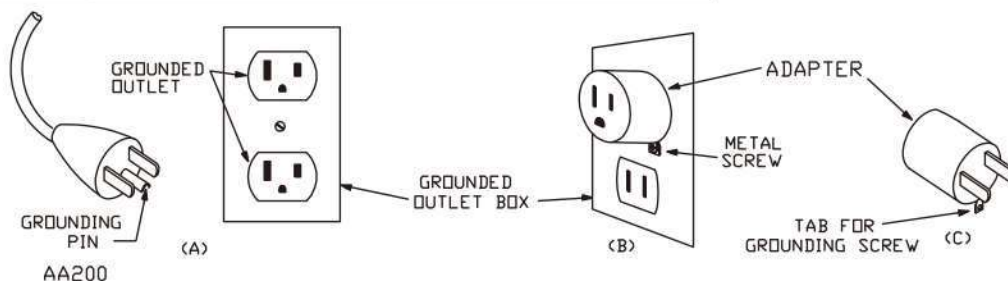 GROUNDED
OUTLET
GROUNDING
PIN
(A)
AA200
GROUNDED
OUTLET BOX
ADAPTER
METAL
SCREW
(B)
TAB FOR
GROUNDING SCREW
(C)